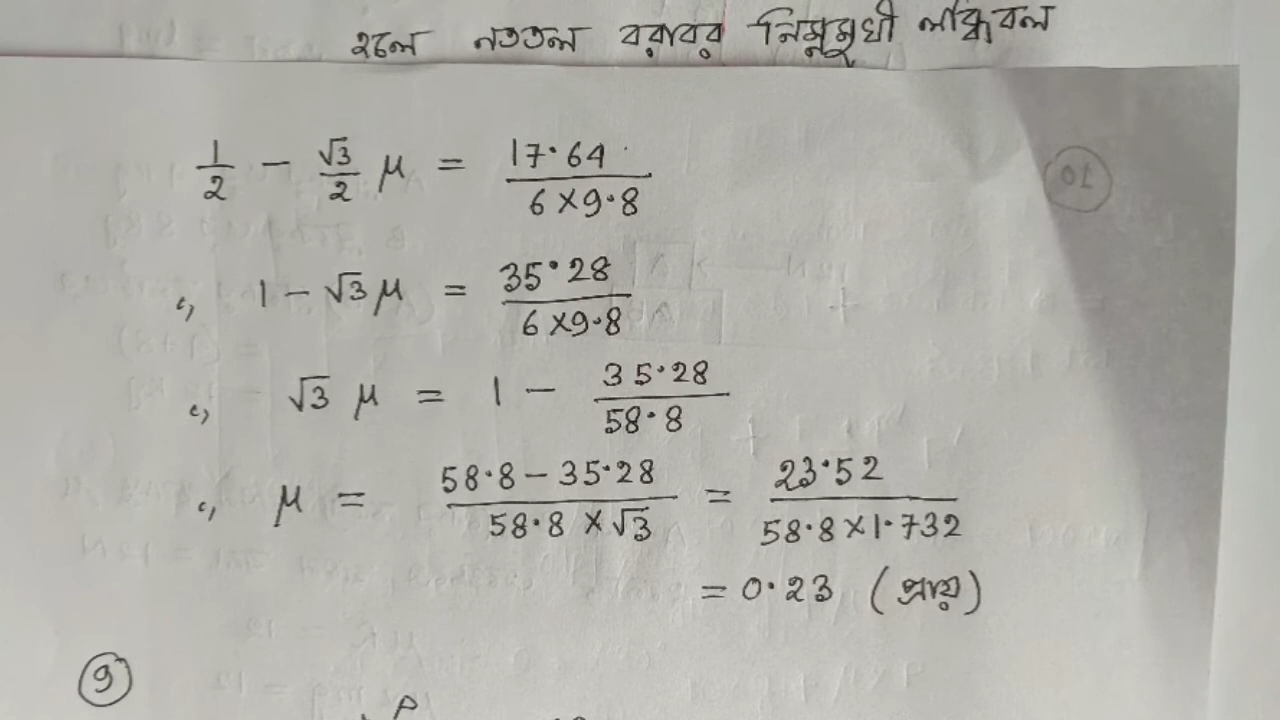 হলে নততল বরাবর নিম্নমুখী লব্ধিবল
1/2 - √3/2 μ = 17.64/(6×9.8)
৻, 1 - √3 μ = 35.28/(6×9.8)
৻, √3 μ = 1 - 35.28/58.8
৻, μ = (58.8 - 35.28)/(58.8 × √3) = 23.52/(58.8×1.732)
= 0.23 (প্রায়)
9
P